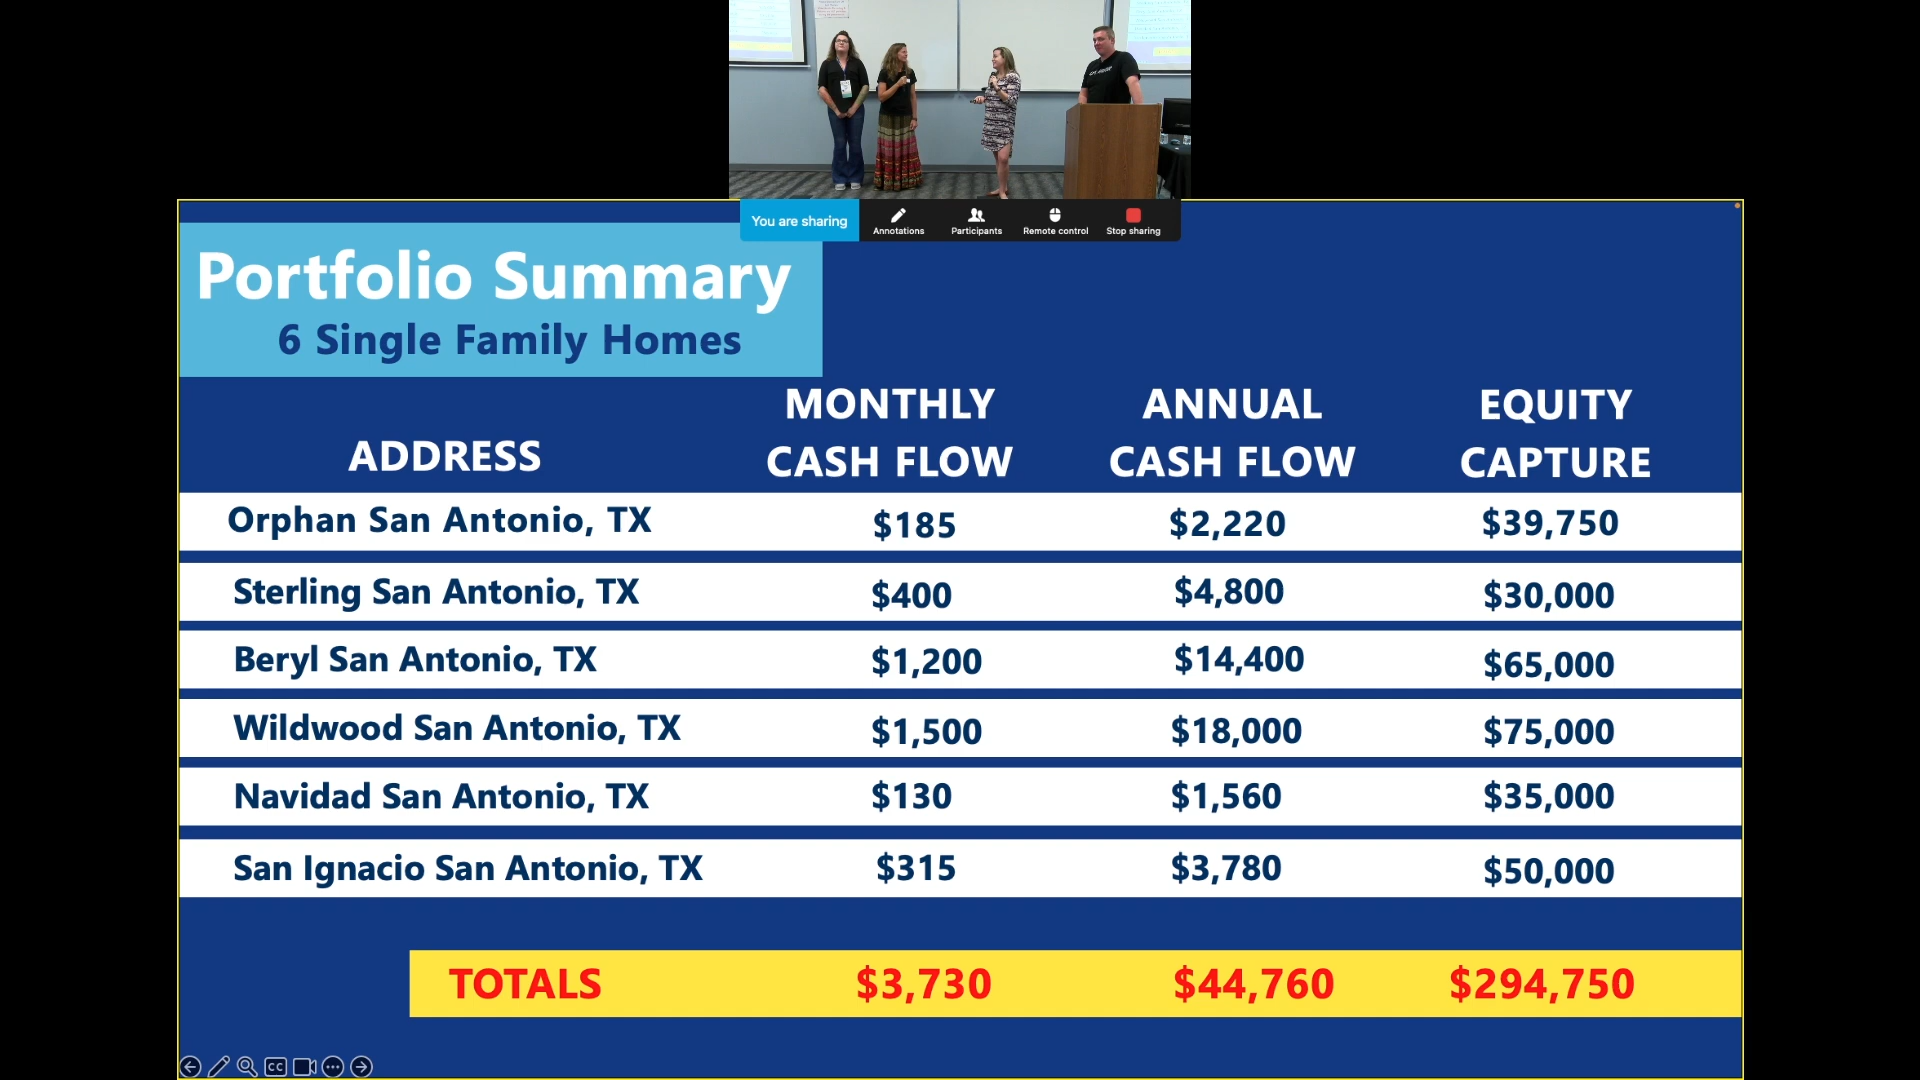 You are sharing
Annotations
Participants
Remote control
Stop sharing
Portfolio Summary
6 Single Family Homes
ADDRESS
MONTHLY
CASH FLOW
ANNUAL
CASH FLOW
EQUITY
CAPTURE
Orphan San Antonio, TX $185 $2,220 $39,750
Sterling San Antonio, TX $400 $4,800 $30,000
Beryl San Antonio, TX $1,200 $14,400 $65,000
Wildwood San Antonio, TX $1,500 $18,000 $75,000
Navidad San Antonio, TX $130 $1,560 $35,000
San Ignacio San Antonio, TX $315 $3,780 $50,000
TOTALS $3,730 $44,760 $294,750
CC